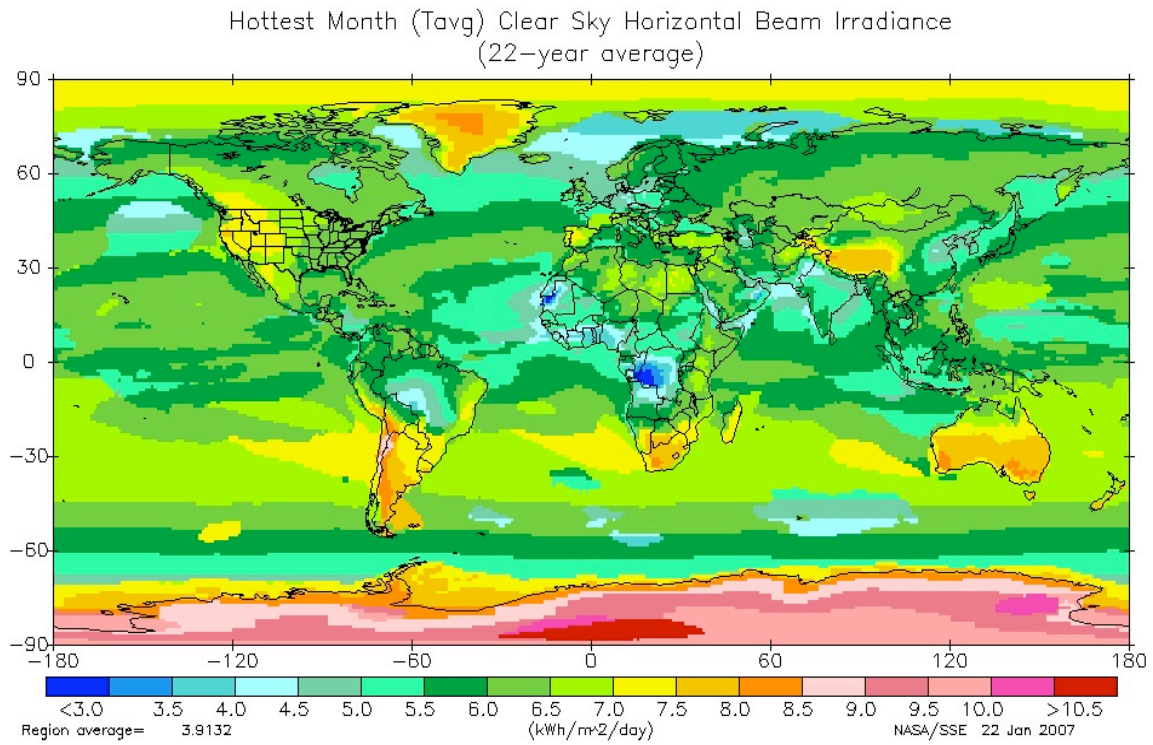 Hottest Month (Tavg) Clear Sky Horizontal Beam Irradiance
(22-year average)
90
60
30
0
-30
-60
-90
-180 -120 -60 0 60 120 180
<3.0 3.5 4.0 4.5 5.0 5.5 6.0 6.5 7.0 7.5 8.0 8.5 9.0 9.5 10.0 >10.5
Region average= 3.9132 (kWh/m^2/day) NASA/SSE 22 Jan 2007